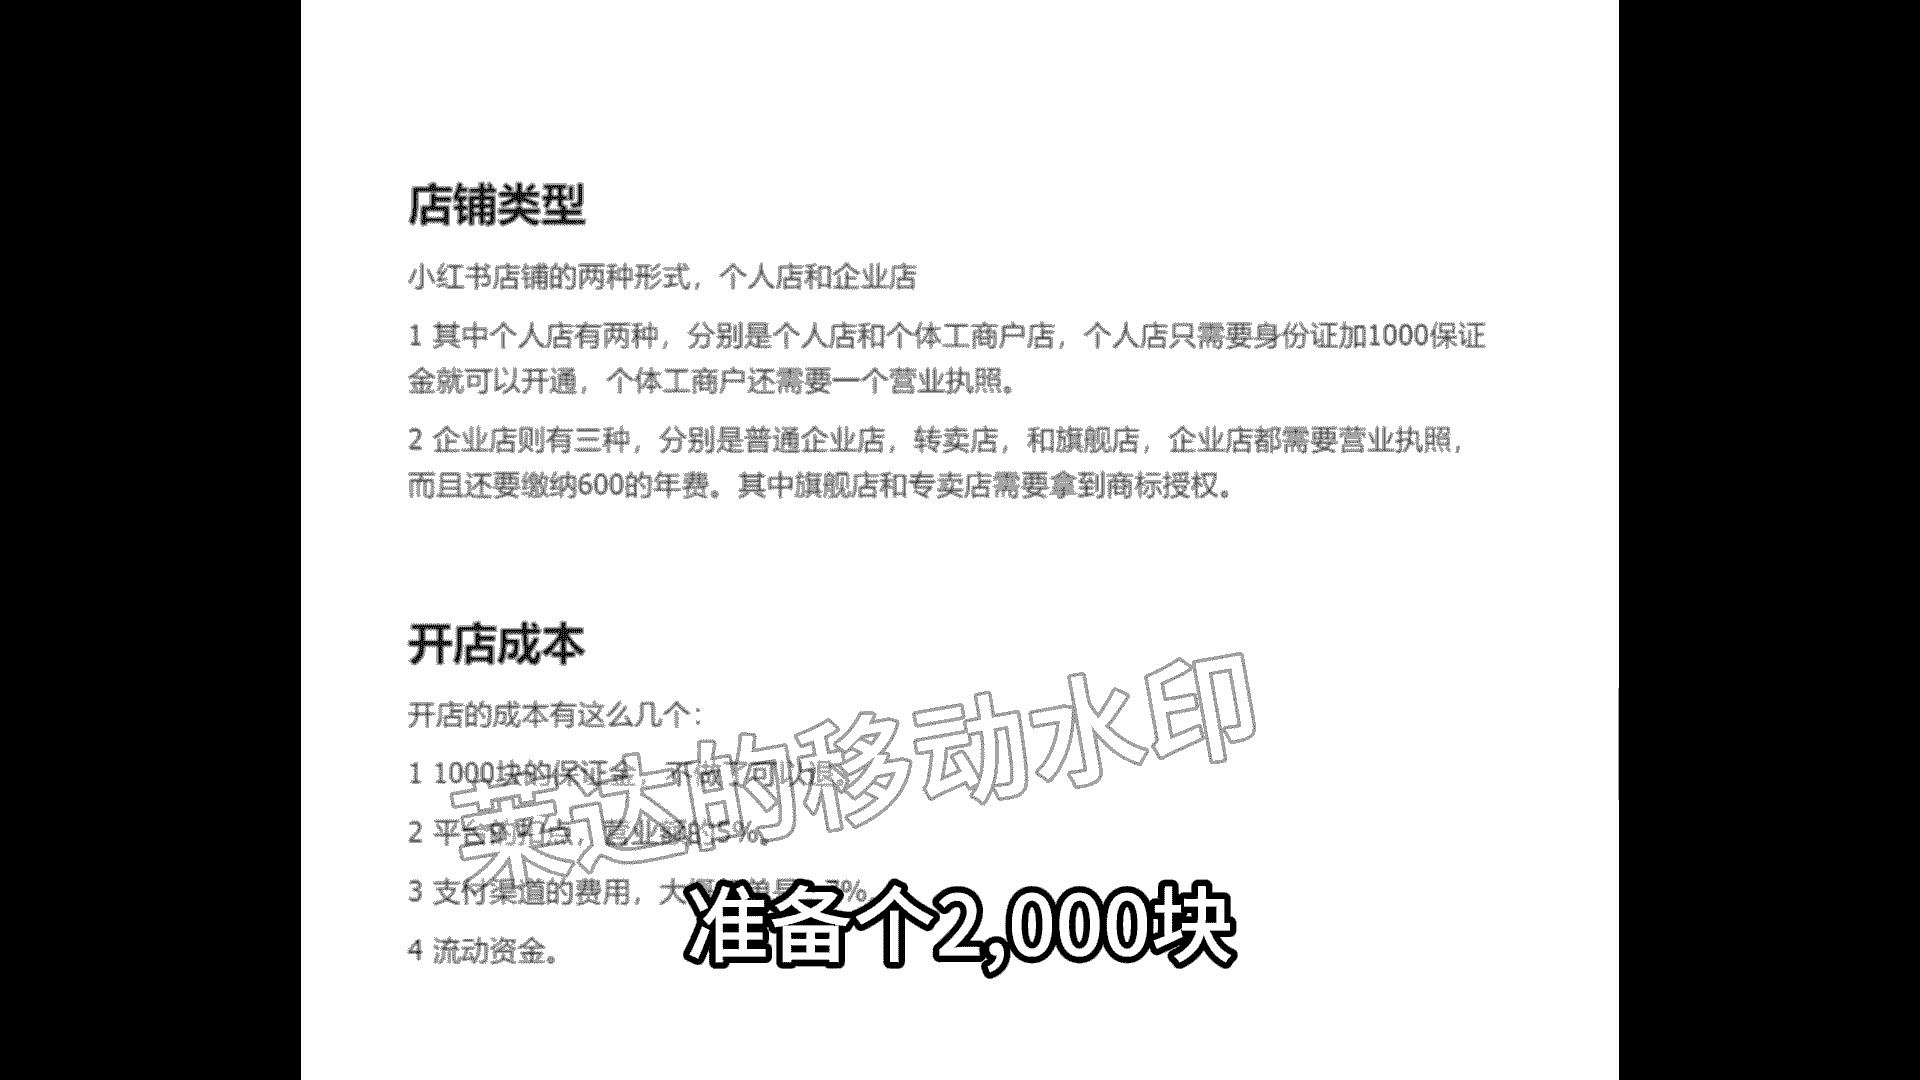 店铺类型
小红书店铺的两种形式，个人店和企业店
1 其中个人店有两种，分别是个人店和个体工商户店，个人店只需要身份证加1000保证
金就可以开通，个体工商户还需要一个营业执照。
2 企业店则有三种，分别是普通企业店，转卖店，和旗舰店，企业店都需要营业执照，
而且还要缴纳600的年费。其中旗舰店和专卖店需要拿到商标授权。
开店成本
开店的成本有这么几个：
1 1000块的保证金，不做了可以退。
2 平台的扣点，营业额的5%。
3 支付渠道的费用，大
4 流动资金。
莱达的移动水印
准备个2,000块